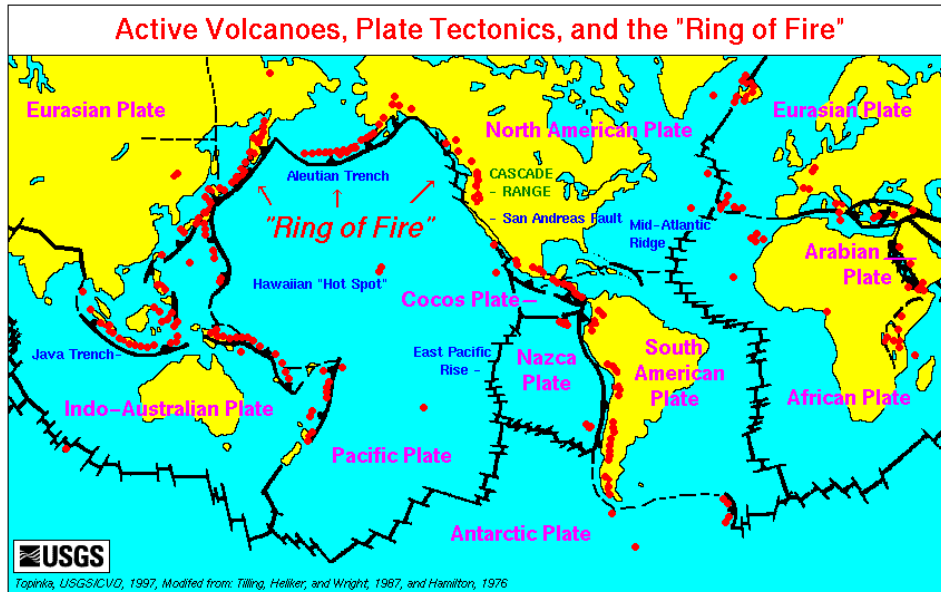 Active Volcanoes, Plate Tectonics, and the "Ring of Fire"
Eurasian Plate
North American Plate
Eurasian Plate
Aleutian Trench
CASCADE
- RANGE
"Ring of Fire"
- San Andreas Fault
Mid-Atlantic
Ridge
Arabian
Plate
Hawaiian "Hot Spot"
Cocos Plate
Java Trench-
East Pacific
Rise -
Nazca
Plate
South
American
Plate
Indo-Australian Plate
African Plate
Pacific Plate
Antarctic Plate
USGS
Topinka, USGS/CVO, 1997, Modifed from: Tilling, Heliker, and Wright, 1987, and Hamilton, 1976